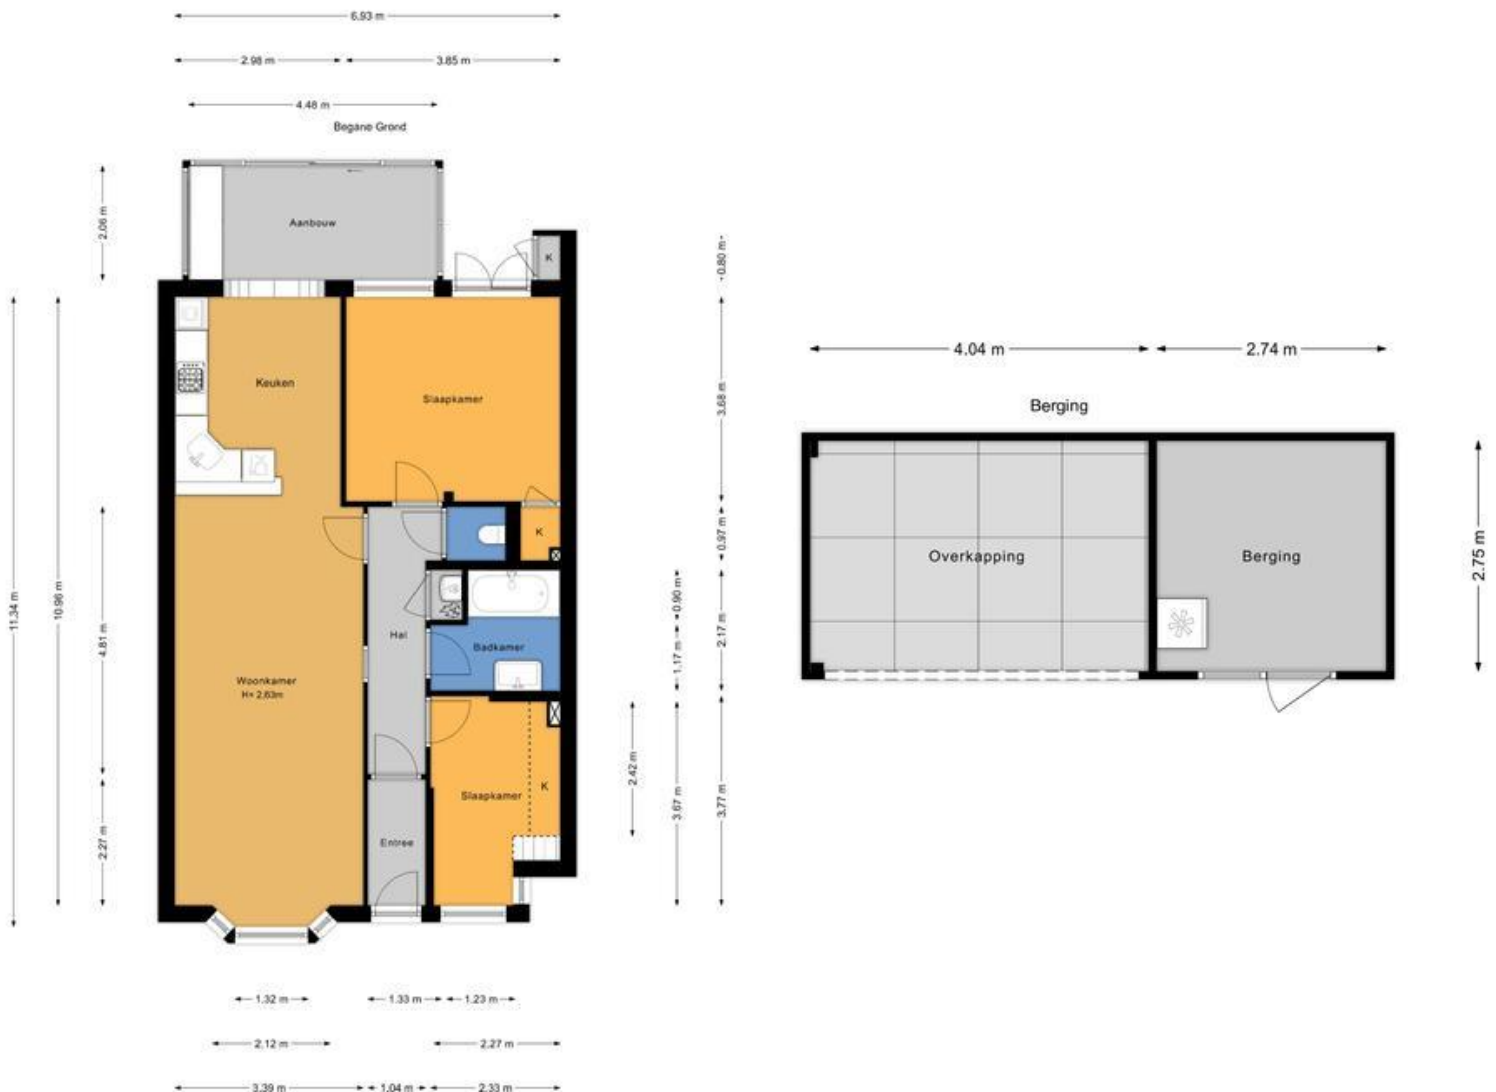 6.93 m
2.98 m
3.85 m
4.48 m
Begane Grond
2.06 m
Aanbouw
K
0.80 m
4.04 m
2.74 m
Keuken
Slaapkamer
3.68 m
Berging
11.34 m
10.96 m
4.81 m
K
0.97 m
Overkapping
Berging
2.75 m
Hal
Badkamer
0.90 m
1.17 m
2.17 m
Woonkamer
H= 2.63m
2.27 m
Slaapkamer
K
2.42 m
3.67 m
3.77 m
Entree
1.32 m
1.33 m
1.23 m
2.12 m
2.27 m
3.39 m
1.04 m
2.33 m